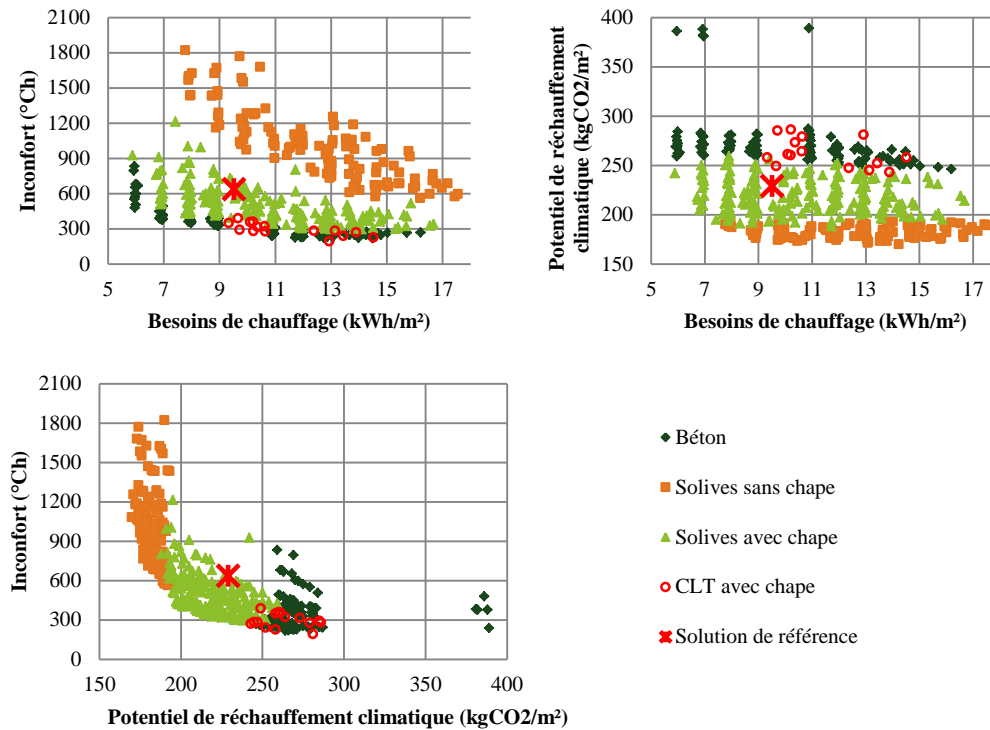 Inconfort (°Ch)
2100
1800
1500
1200
900
600
300
0
5 7 9 11 13 15 17
Besoins de chauffage (kWh/m²)
Potentiel de réchauffement
climatique (kgCO2/m²)
400
350
300
250
200
150
5 7 9 11 13 15 17
Besoins de chauffage (kWh/m²)
Inconfort (°Ch)
2100
1800
1500
1200
900
600
300
0
150 200 250 300 350 400
Potentiel de réchauffement climatique (kgCO2/m²)
Béton
Solives sans chape
Solives avec chape
CLT avec chape
Solution de référence